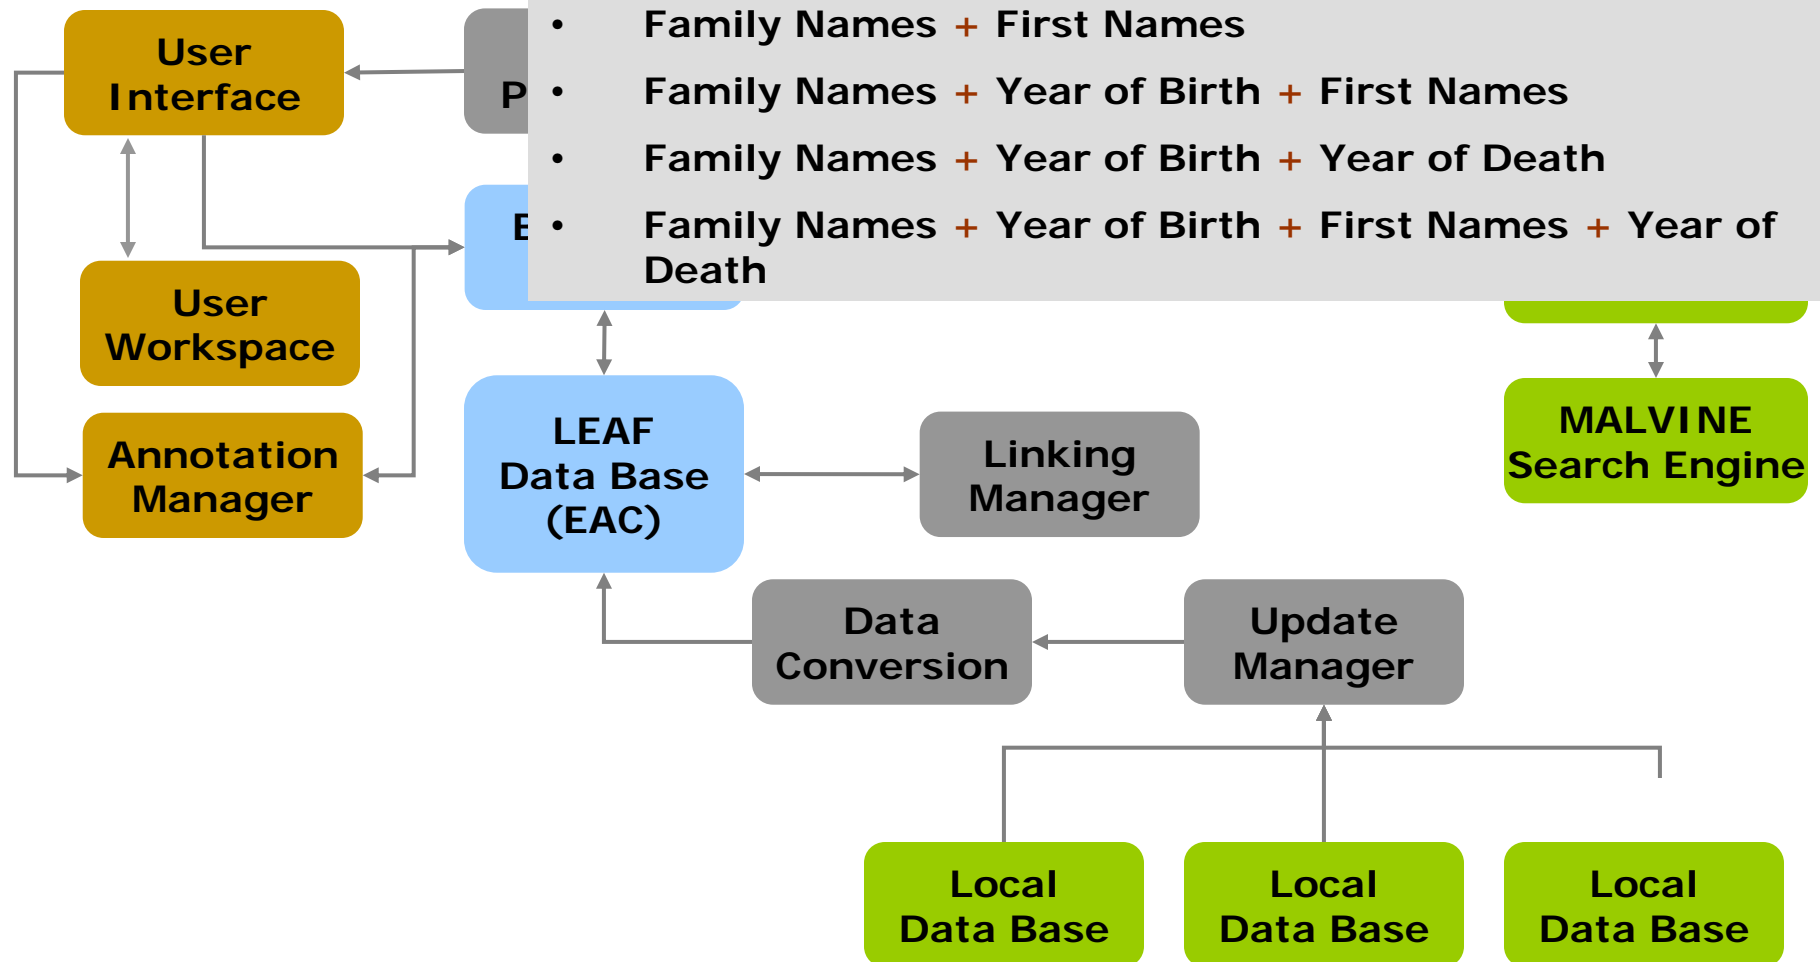 • Family Names + First Names
• Family Names + Year of Birth + First Names
• Family Names + Year of Birth + Year of Death
• Family Names + Year of Birth + First Names + Year of
Death
User
Interface
P
E
User
Workspace
Annotation
Manager
LEAF
Data Base
(EAC)
Linking
Manager
MALVINE
Search Engine
Data
Conversion
Update
Manager
Local
Data Base
Local
Data Base
Local
Data Base